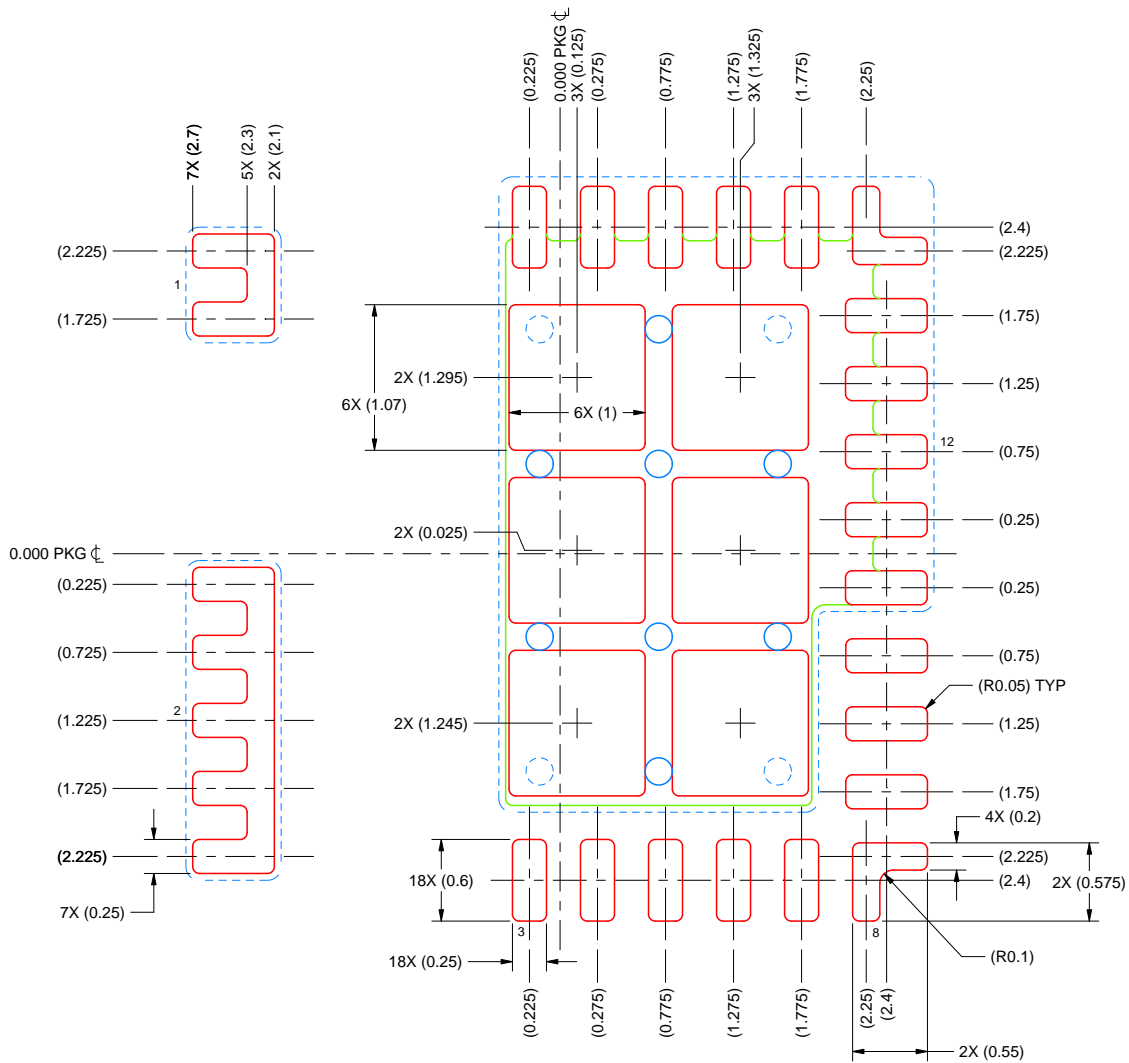 0.000 PKG ℄
(0.225)
3X (0.125)
(0.275)
(0.775)
(1.275)
3X (1.325)
(1.775)
(2.25)
7X (2.7)
5X (2.3)
2X (2.1)
(2.225)
1
(1.725)
(2.4)
(2.225)
(1.75)
(1.25)
12
(0.75)
(0.25)
(0.25)
(0.75)
(R0.05) TYP
(1.25)
(1.75)
4X (0.2)
(2.225)
(2.4)
2X (0.575)
2X (1.295)
6X (1.07)
6X (1)
2X (0.025)
0.000 PKG ℄
(0.225)
(0.725)
2
(1.225)
(1.725)
(2.225)
7X (0.25)
2X (1.245)
18X (0.6)
3
8
18X (0.25)
(R0.1)
(0.225)
(0.275)
(0.775)
(1.275)
(1.775)
(2.25)
(2.4)
2X (0.55)